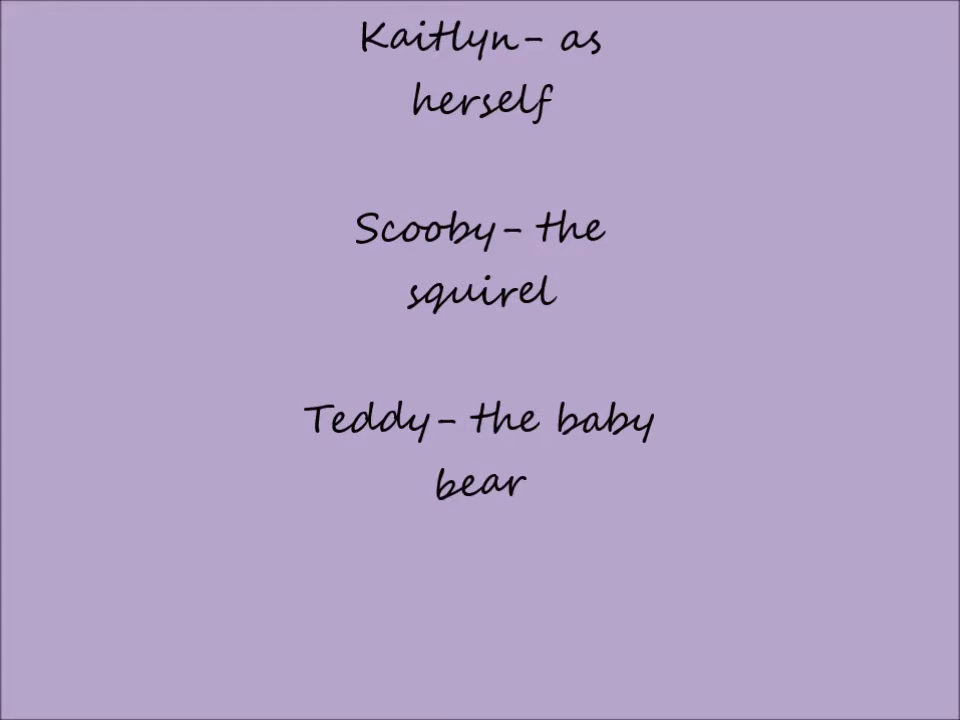 Kaitlyn- as
herself
Scooby- the
squirel
Teddy- the baby
bear